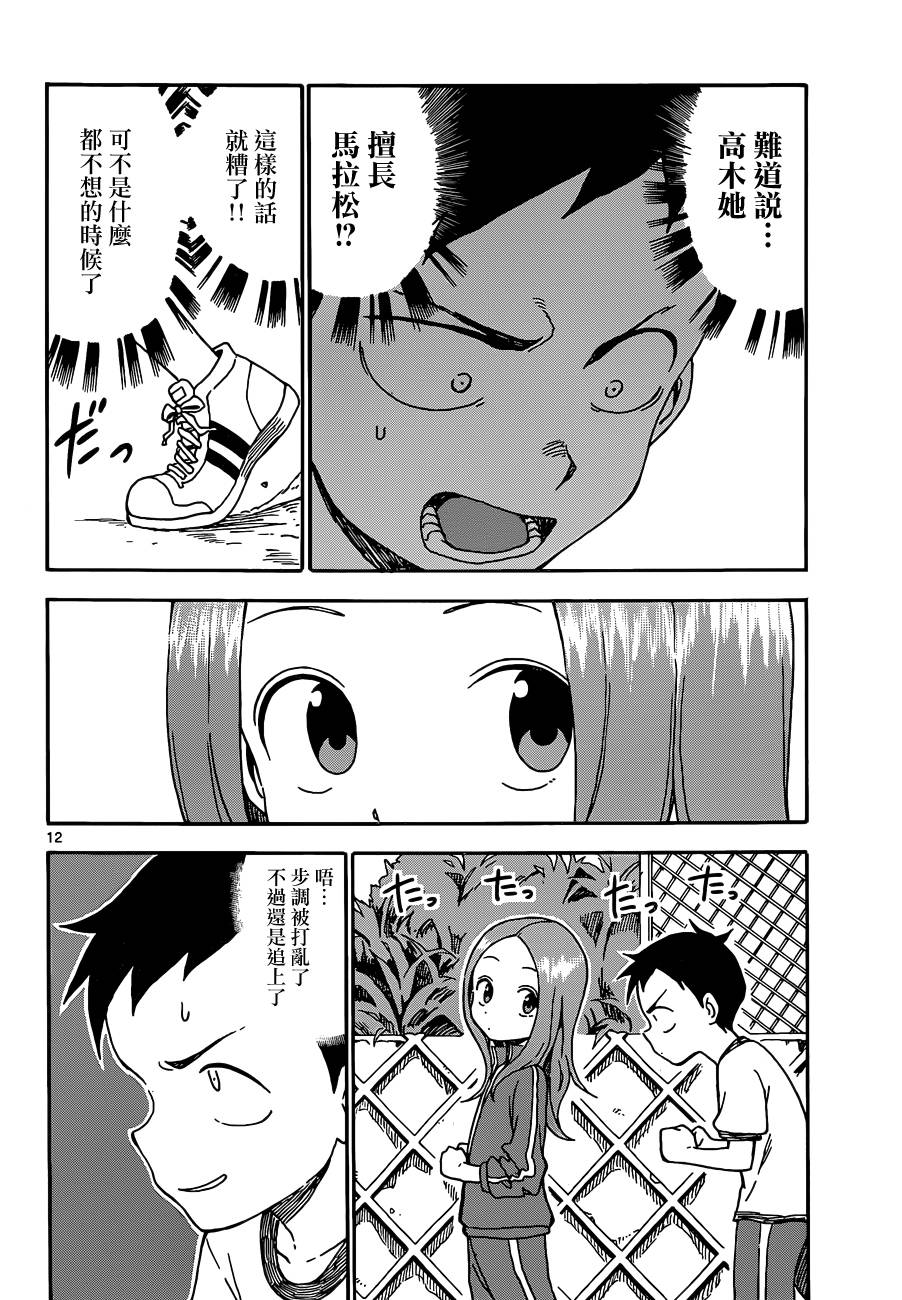 難道説…
高木她
擅長
馬拉松!?
這樣的話
就糟了!!
可不是什麼
都不想的時候了
だっ
12
たっ
たっ
たっ
たっ
唔…
步調被打亂了
不過還是追上了